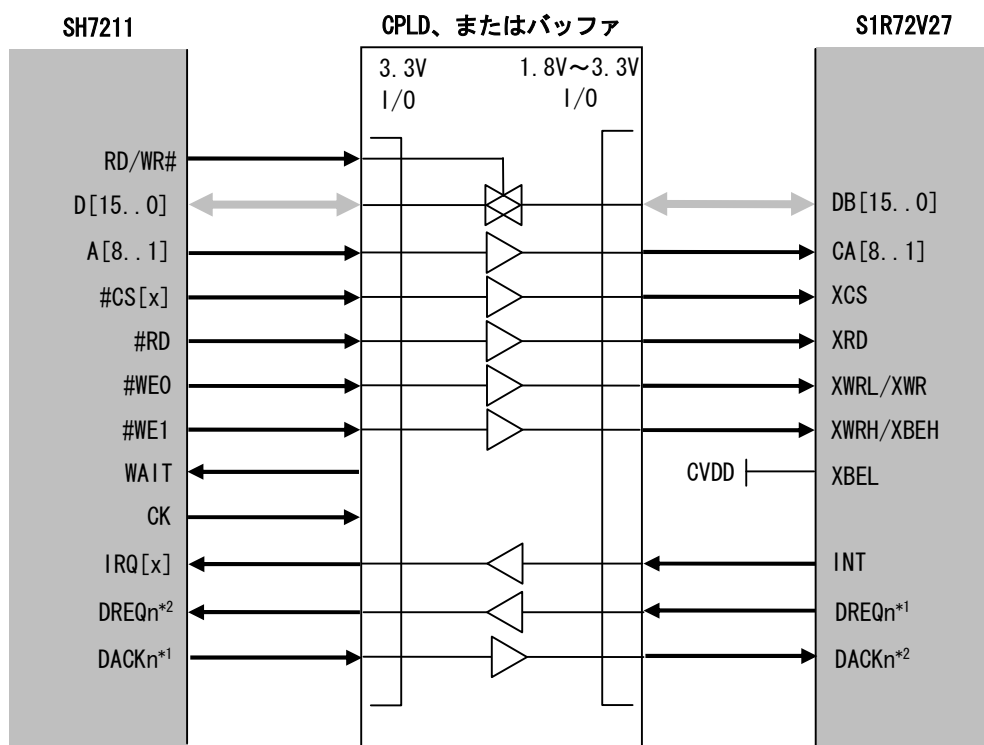 SH7211
CPLD、またはバッファ
S1R72V27
3.3V
I/O
1.8V～3.3V
I/O
RD/WR#
D[15..0]
DB[15..0]
A[8..1]
CA[8..1]
#CS[x]
XCS
#RD
XRD
#WE0
XWRL/XWR
#WE1
XWRH/XBEH
WAIT
CVDD
XBEL
CK
IRQ[x]
INT
DREQn*2
DREQn*1
DACKn*1
DACKn*2